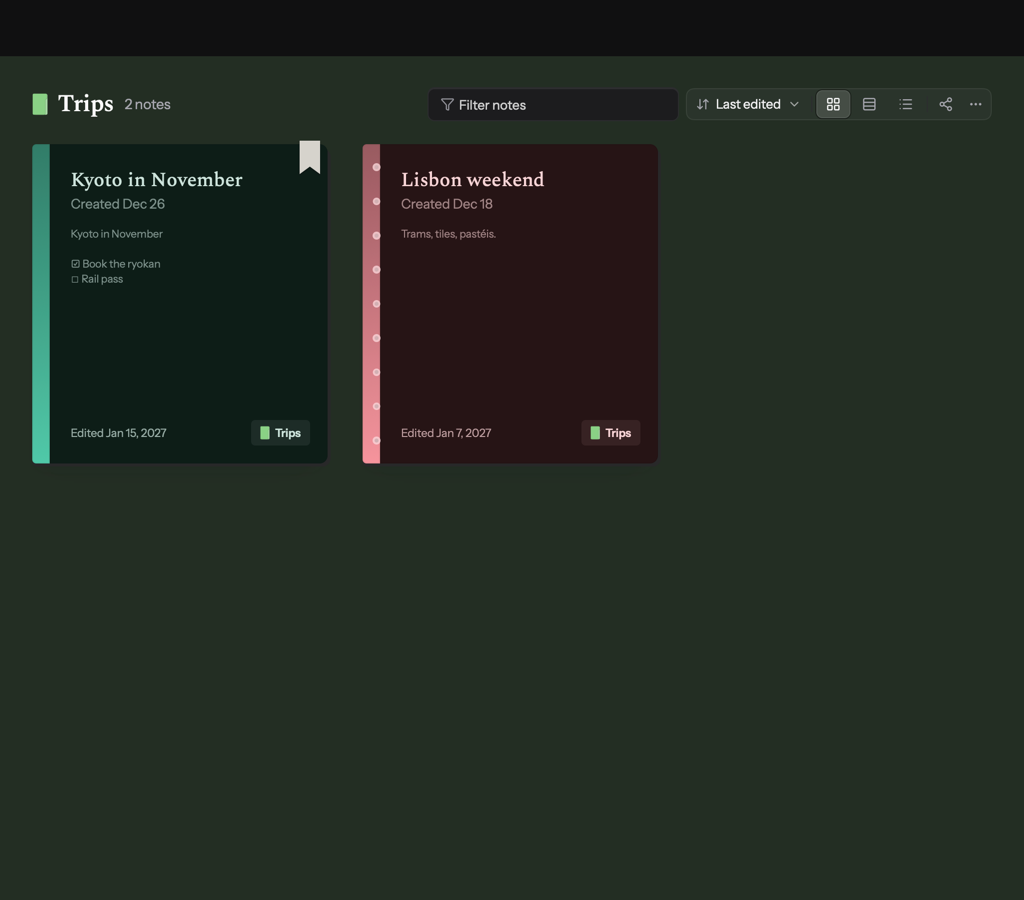 Trips 2 notes
Filter notes
Last edited
Kyoto in November
Created Dec 26
Kyoto in November
☑ Book the ryokan
☐ Rail pass
Edited Jan 15, 2027
Trips
Lisbon weekend
Created Dec 18
Trams, tiles, pastéis.
Edited Jan 7, 2027
Trips